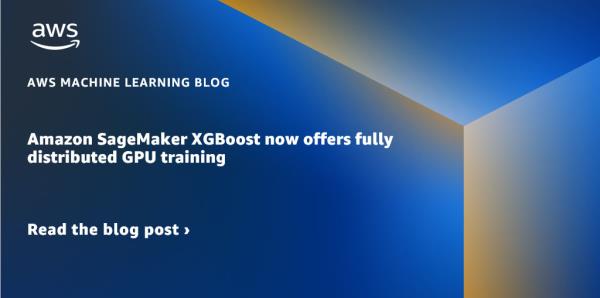 aws
AWS MACHINE LEARNING BLOG
Amazon SageMaker XGBoost now offers fully
distributed GPU training
Read the blog post ›